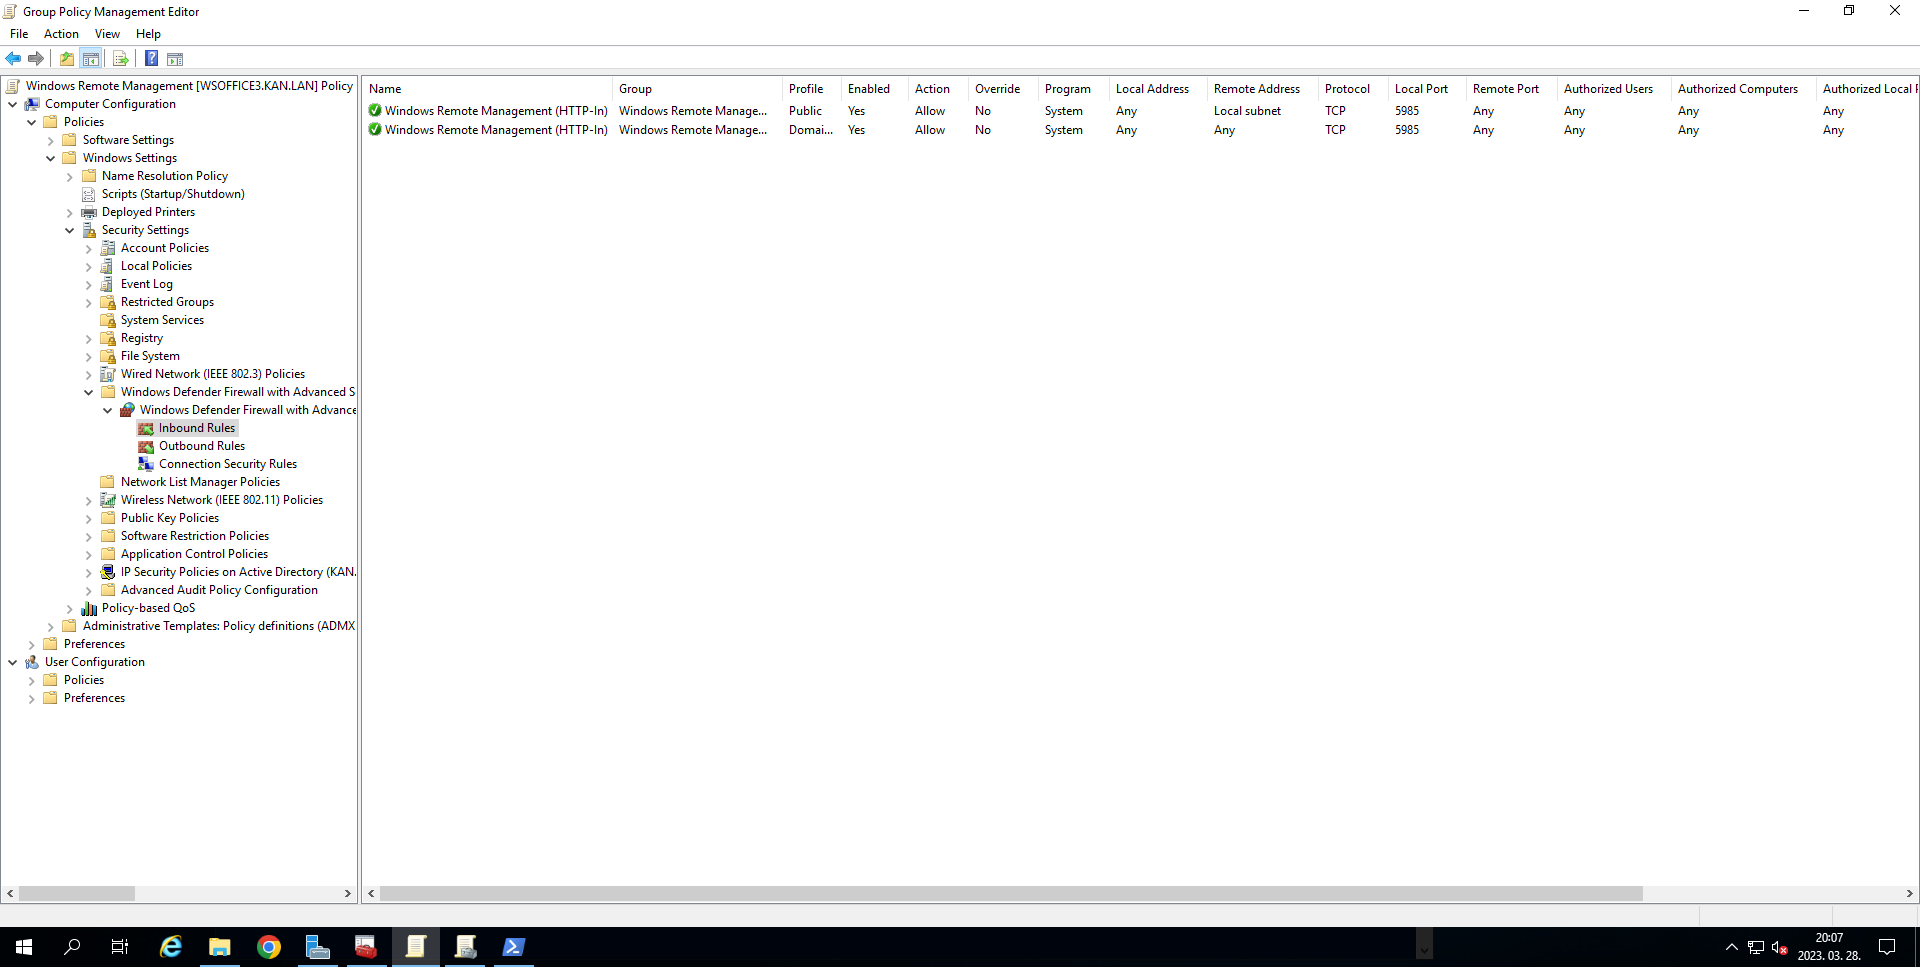 Group Policy Management Editor
File Action View Help
Windows Remote Management [WSOFFICE3.KAN.LAN] Policy
Computer Configuration
Policies
Software Settings
Windows Settings
Name Resolution Policy
Scripts (Startup/Shutdown)
Deployed Printers
Security Settings
Account Policies
Local Policies
Event Log
Restricted Groups
System Services
Registry
File System
Wired Network (IEEE 802.3) Policies
Windows Defender Firewall with Advanced S
Windows Defender Firewall with Advance
Inbound Rules
Outbound Rules
Connection Security Rules
Network List Manager Policies
Wireless Network (IEEE 802.11) Policies
Public Key Policies
Software Restriction Policies
Application Control Policies
IP Security Policies on Active Directory (KAN.
Advanced Audit Policy Configuration
Policy-based QoS
Administrative Templates: Policy definitions (ADMX
Preferences
User Configuration
Policies
Preferences
Name Group Profile Enabled Action Override Program Local Address Remote Address Protocol Local Port Remote Port Authorized Users Authorized Computers Authorized Local
Windows Remote Management (HTTP-In) Windows Remote Manage... Public Yes Allow No System Any Local subnet TCP 5985 Any Any Any Any
Windows Remote Management (HTTP-In) Windows Remote Manage... Domai... Yes Allow No System Any Any TCP 5985 Any Any Any Any
20:07
2023. 03. 28.